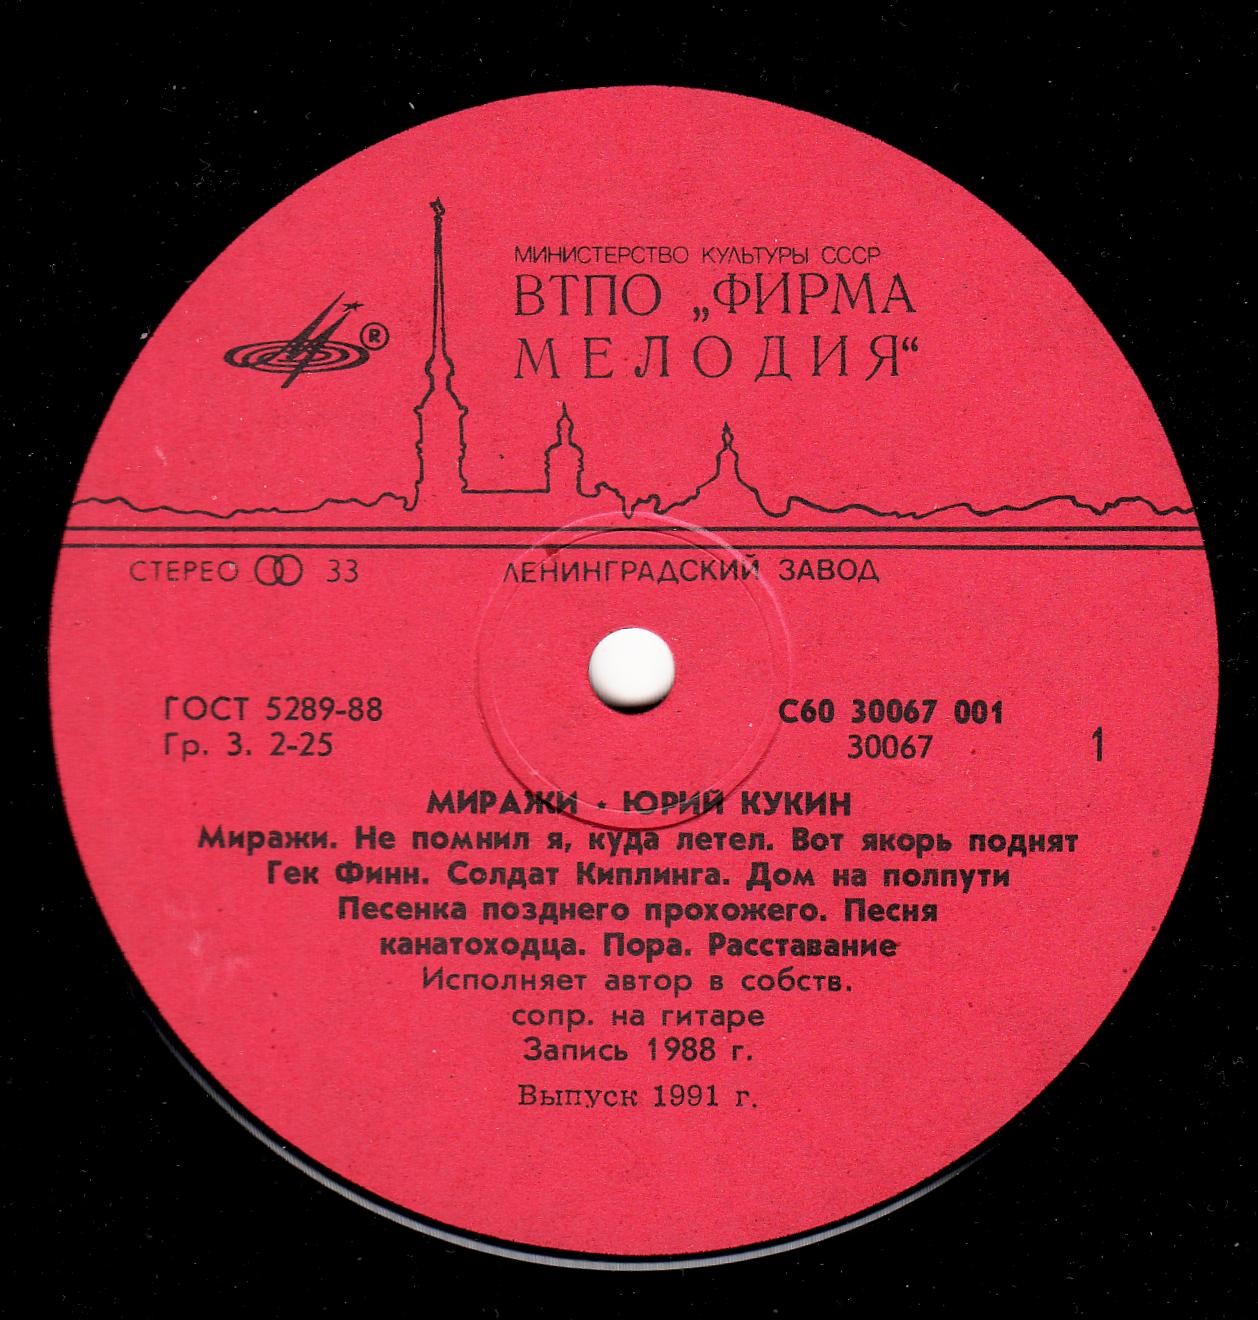 МИНИСТЕРСТВО КУЛЬТУРЫ СССР
ВТПО „ФИРМА
МЕЛОДИЯ“
®
СТЕРЕО 33
ЛЕНИНГРАДСКИЙ ЗАВОД
ГОСТ 5289-88
Гр. 3. 2-25
С60 30067 001
30067
1
МИРАЖИ • ЮРИЙ КУКИН
Миражи. Не помнил я, куда летел. Вот якорь поднят
Гек Финн. Солдат Киплинга. Дом на полпути
Песенка позднего прохожего. Песня
канатоходца. Пора. Расставание
Исполняет автор в собств.
сопр. на гитаре
Запись 1988 г.
Выпуск 1991 г.